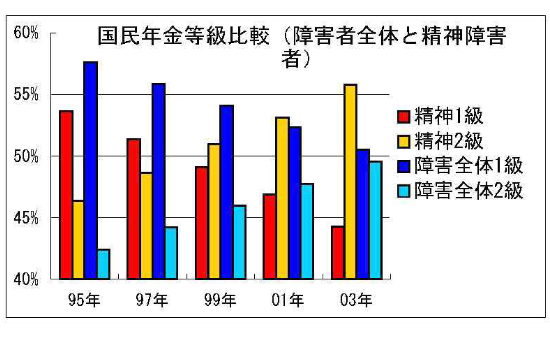 国民年金等級比較（障害者全体と精神障害
者）
60%
55%
50%
45%
40%
95年
97年
99年
01年
03年
精神1級
精神2級
障害全体1級
障害全体2級